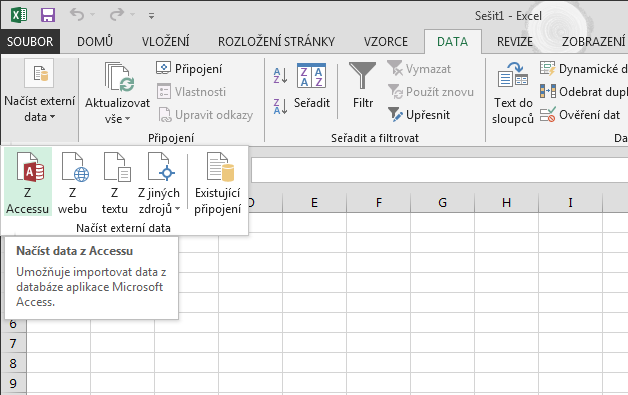 Sešit1 - Excel
SOUBOR DOMŮ VLOŽENÍ ROZLOŽENÍ STRÁNKY VZORCE DATA REVIZE ZOBRAZENÍ
Načíst externí
data
Aktualizovat
vše
Připojení
Vlastnosti
Upravit odkazy
Připojení
A
Z
Z
A
Z A
A Z
Seřadit
Filtr
Vymazat
Použít znovu
Upřesnit
Seřadit a filtrovat
Text do
sloupců
Dynamické d
Odebrat dupl
Ověření dat
Da
Z
Accessu
Z
webu
Z
textu
Z jiných
zdrojů
Existující
připojení
Načíst externí data
Načíst data z Accessu
Umožňuje importovat data z
databáze aplikace Microsoft
Access.
D E F G H I
6
7
8
9